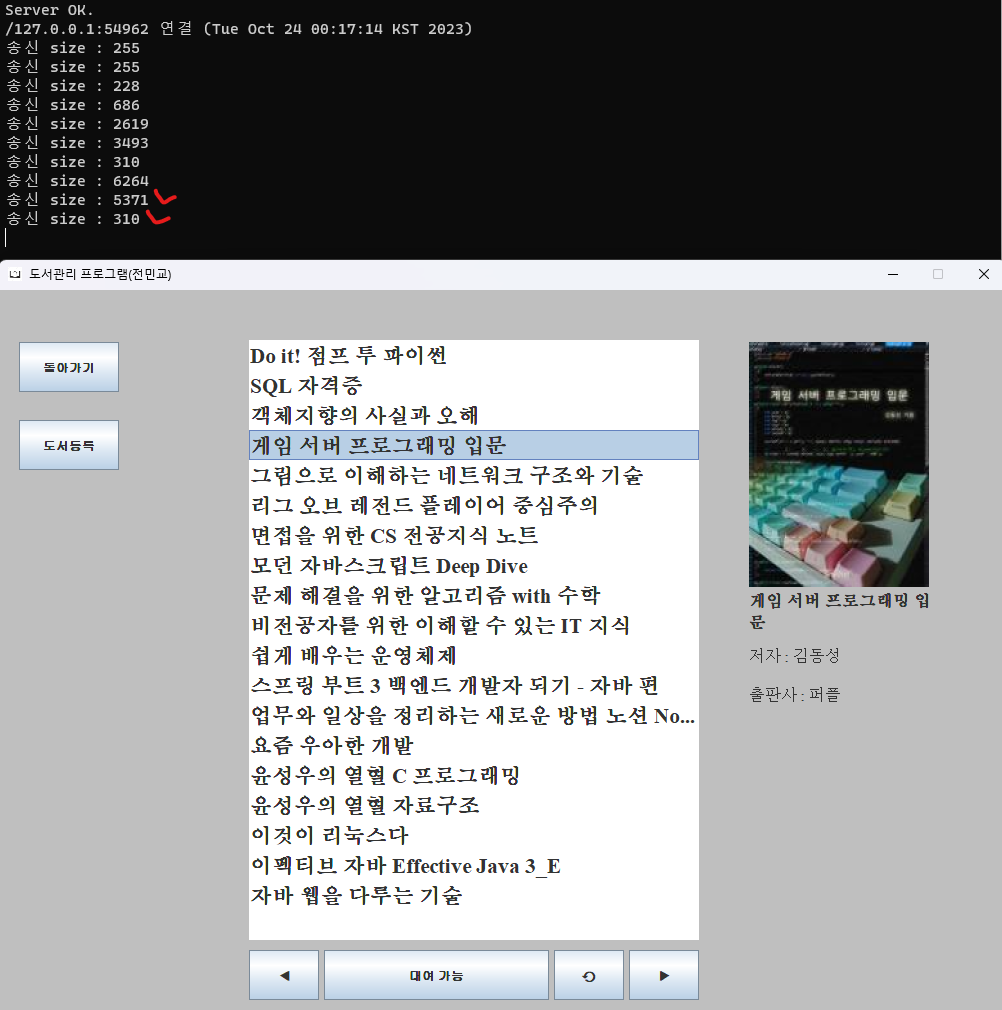 Server OK.
/127.0.0.1:54962 연결 (Tue Oct 24 00:17:14 KST 2023)
송신 size : 255
송신 size : 255
송신 size : 228
송신 size : 686
송신 size : 2619
송신 size : 3493
송신 size : 310
송신 size : 6264
송신 size : 5371
송신 size : 310
도서관리 프로그램(전민교)
돌아가기
도서등록
Do it! 점프 투 파이썬
SQL 자격증
객체지향의 사실과 오해
게임 서버 프로그래밍 입문
그림으로 이해하는 네트워크 구조와 기술
리그 오브 레전드 플레이어 중심주의
면접을 위한 CS 전공지식 노트
모던 자바스크립트 Deep Dive
문제 해결을 위한 알고리즘 with 수학
비전공자를 위한 이해할 수 있는 IT 지식
쉽게 배우는 운영체제
스프링 부트 3 백엔드 개발자 되기 - 자바 편
업무와 일상을 정리하는 새로운 방법 노션 No...
요즘 우아한 개발
윤성우의 열혈 C 프로그래밍
윤성우의 열혈 자료구조
이것이 리눅스다
이펙티브 자바 Effective Java 3_E
자바 웹을 다루는 기술
대여 가능
게임 서버 프로그래밍 입문
게임 서버 프로그래밍 입
문
저자 : 김동성
출판사 : 퍼플